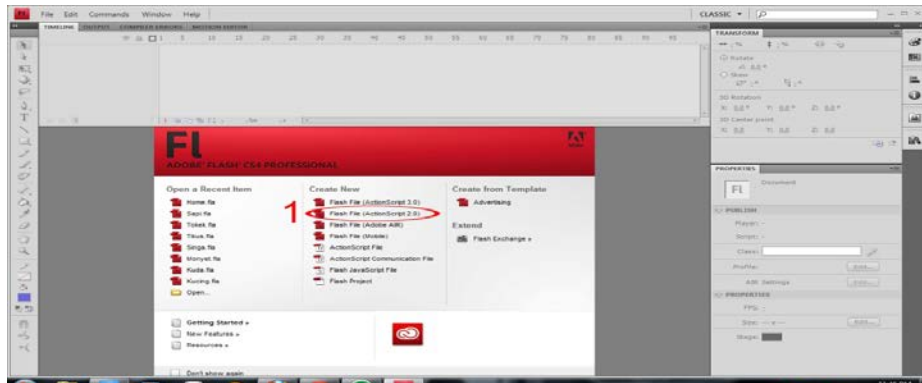 FL File Edit Commands Window Help CLASSIC
TIMELINE OUTPUT COMPILER ERRORS MOTION EDITOR
TRANSFORM
Rotate
Skew
3D Rotation
3D Center point
Fl
ADOBE FLASH CS4 PROFESSIONAL
Open a Recent Item
Home.fla
Sapi.fla
Tokek.fla
Tikus.fla
Singa.fla
Monyet.fla
Kuda.fla
Kucing.fla
Open...
Create New
Flash File (ActionScript 3.0)
1 Flash File (ActionScript 2.0)
Flash File (Adobe AIR)
Flash File (Mobile)
ActionScript File
ActionScript Communication File
Flash JavaScript File
Flash Project
Create from Template
Advertising
Extend
Flash Exchange »
Getting Started »
New Features »
Resources »
Don't show again
PROPERTIES
FL Document
PUBLISH
Player: -
Script: -
Class:
Profile: Edit...
AIR Settings Edit...
PROPERTIES
FPS: -
Size: -- x -- Edit...
Stage: